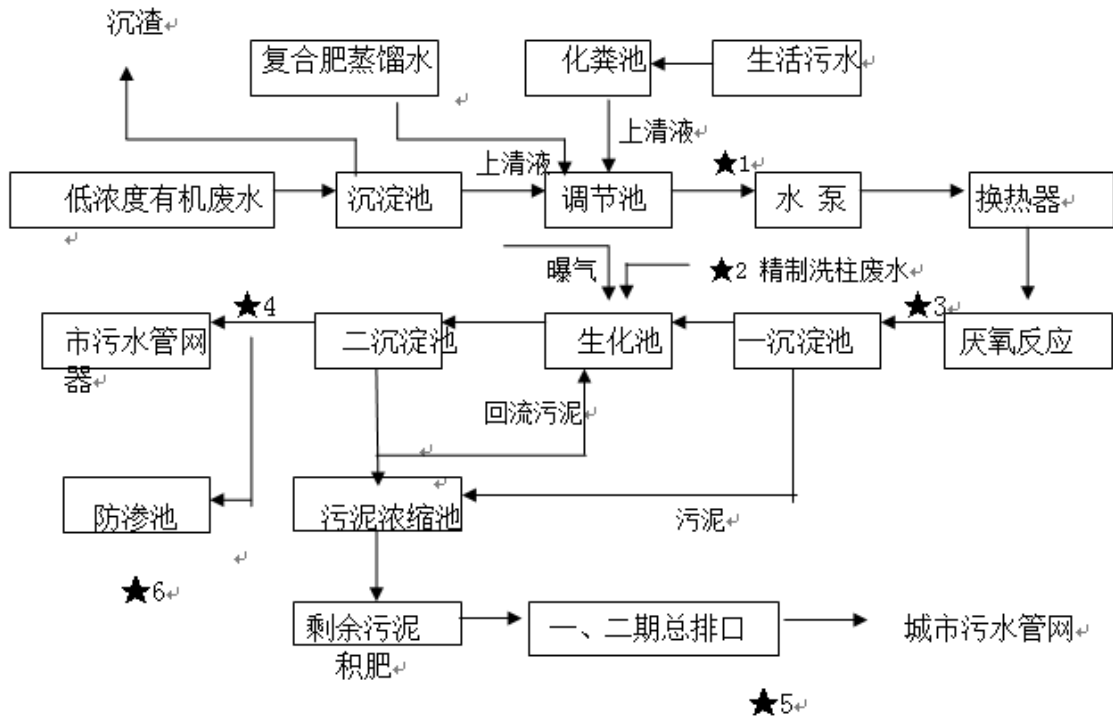 沉渣
复合肥蒸馏水
化粪池
生活污水
上清液
上清液
★1
低浓度有机废水
沉淀池
调节池
水 泵
换热器
曝气
★2 精制洗柱废水
★4
★3
市污水管网
器
二沉淀池
生化池
一沉淀池
厌氧反应
回流污泥
防渗池
污泥浓缩池
污泥
★6
剩余污泥
积肥
一、二期总排口
城市污水管网
★5